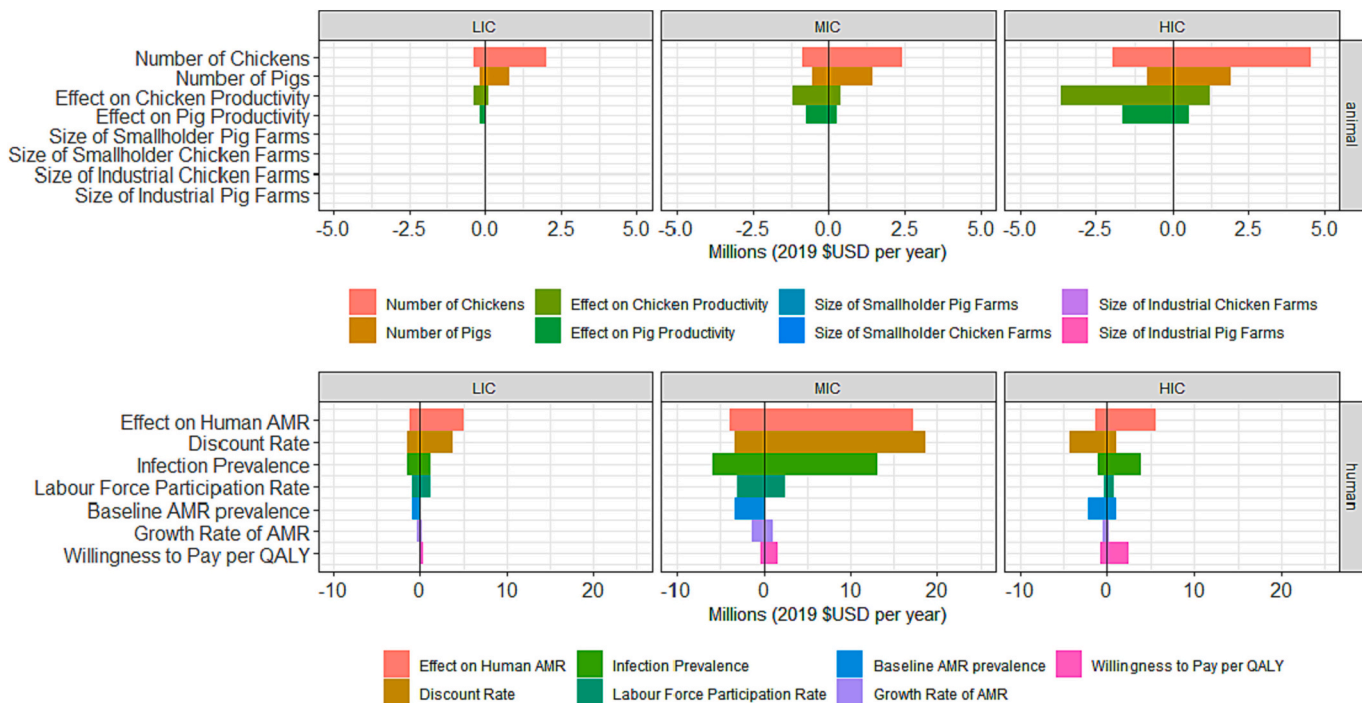 LIC MIC HIC
Number of Chickens
Number of Pigs
Effect on Chicken Productivity
Effect on Pig Productivity
Size of Smallholder Pig Farms
Size of Smallholder Chicken Farms
Size of Industrial Chicken Farms
Size of Industrial Pig Farms
animal
-5.0 -2.5 0.0 2.5 5.0 -5.0 -2.5 0.0 2.5 5.0 -5.0 -2.5 0.0 2.5 5.0
Millions (2019 $USD per year)
Number of Chickens Effect on Chicken Productivity Size of Smallholder Pig Farms Size of Industrial Chicken Farms
Number of Pigs Effect on Pig Productivity Size of Smallholder Chicken Farms Size of Industrial Pig Farms
LIC MIC HIC
Effect on Human AMR
Discount Rate
Infection Prevalence
Labour Force Participation Rate
Baseline AMR prevalence
Growth Rate of AMR
Willingness to Pay per QALY
human
-10 0 10 20 -10 0 10 20 -10 0 10 20
Millions (2019 $USD per year)
Effect on Human AMR Infection Prevalence Baseline AMR prevalence Willingness to Pay per QALY
Discount Rate Labour Force Participation Rate Growth Rate of AMR